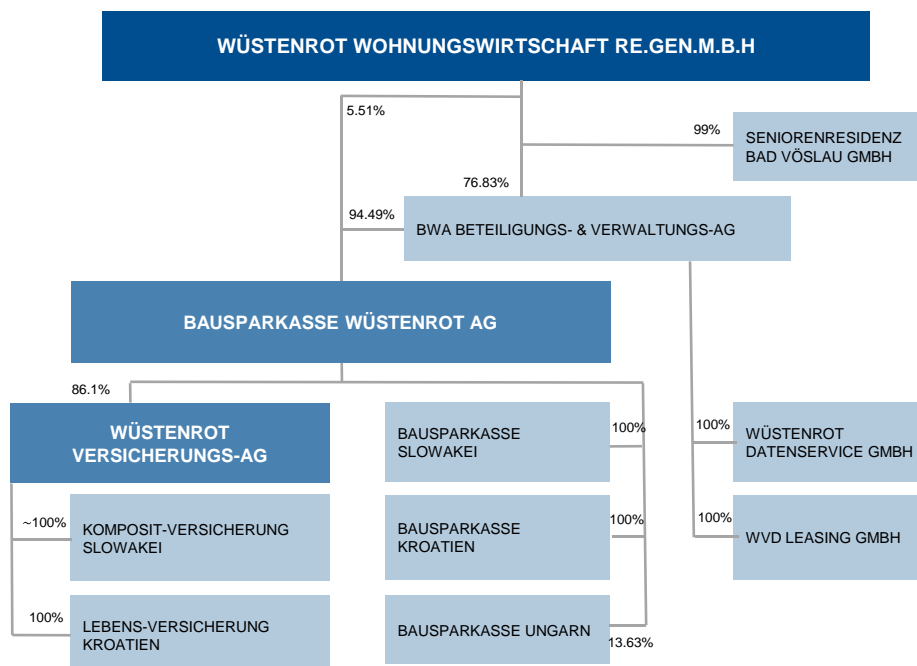 WÜSTENROT WOHNUNGSWIRTSCHAFT RE.GEN.M.B.H
5.51%
99%
SENIORENRESIDENZ
BAD VÖSLAU GMBH
76.83%
94.49%
BWA BETEILIGUNGS- & VERWALTUNGS-AG
BAUSPARKASSE WÜSTENROT AG
86.1%
WÜSTENROT
VERSICHERUNGS-AG
BAUSPARKASSE
SLOWAKEI
100%
100%
WÜSTENROT
DATENSERVICE GMBH
~100%
KOMPOSIT-VERSICHERUNG
SLOWAKEI
BAUSPARKASSE
KROATIEN
100%
100%
WVD LEASING GMBH
100%
LEBENS-VERSICHERUNG
KROATIEN
BAUSPARKASSE UNGARN
13.63%